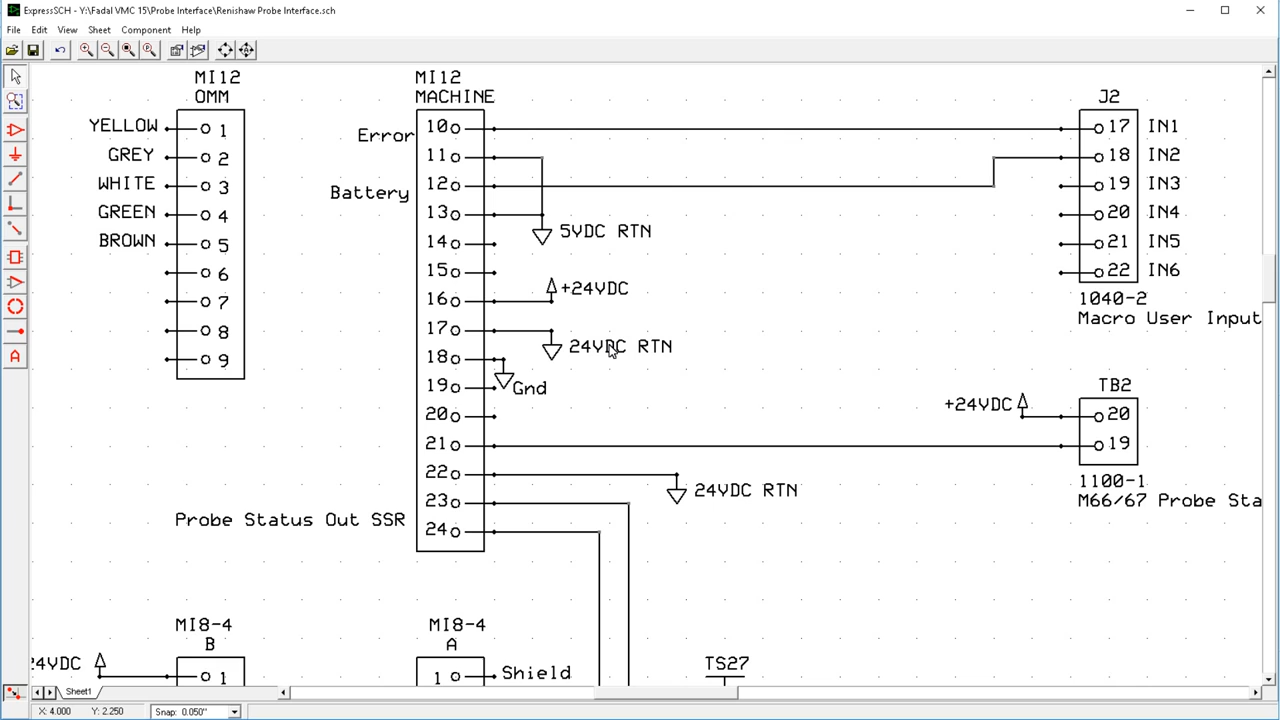 ExpressSCH - Y:\Fadal VMC 15\Probe Interface\Renishaw Probe Interface.sch
File Edit View Sheet Component Help
MI12 MI12
OMM MACHINE J2
YELLOW 1 Error 10 17 IN1
GREY 2 11 18 IN2
WHITE 3 Battery 12 19 IN3
GREEN 4 13 20 IN4
BROWN 5 5VDC RTN 14 21 IN5
6 15 22 IN6
7 16 +24VDC 1040-2
8 17 24VDC RTN Macro User Input
9 18
19 Gnd TB2
20 +24VDC 20
21 19
22 24VDC RTN 1100-1
23 M66/67 Probe Sta
Probe Status Out SSR 24
MI8-4 MI8-4
B A TS27
24VDC 1 1 Shield
A
Sheet1
X: 4.000 Y: 2.250 Snap: 0.050"